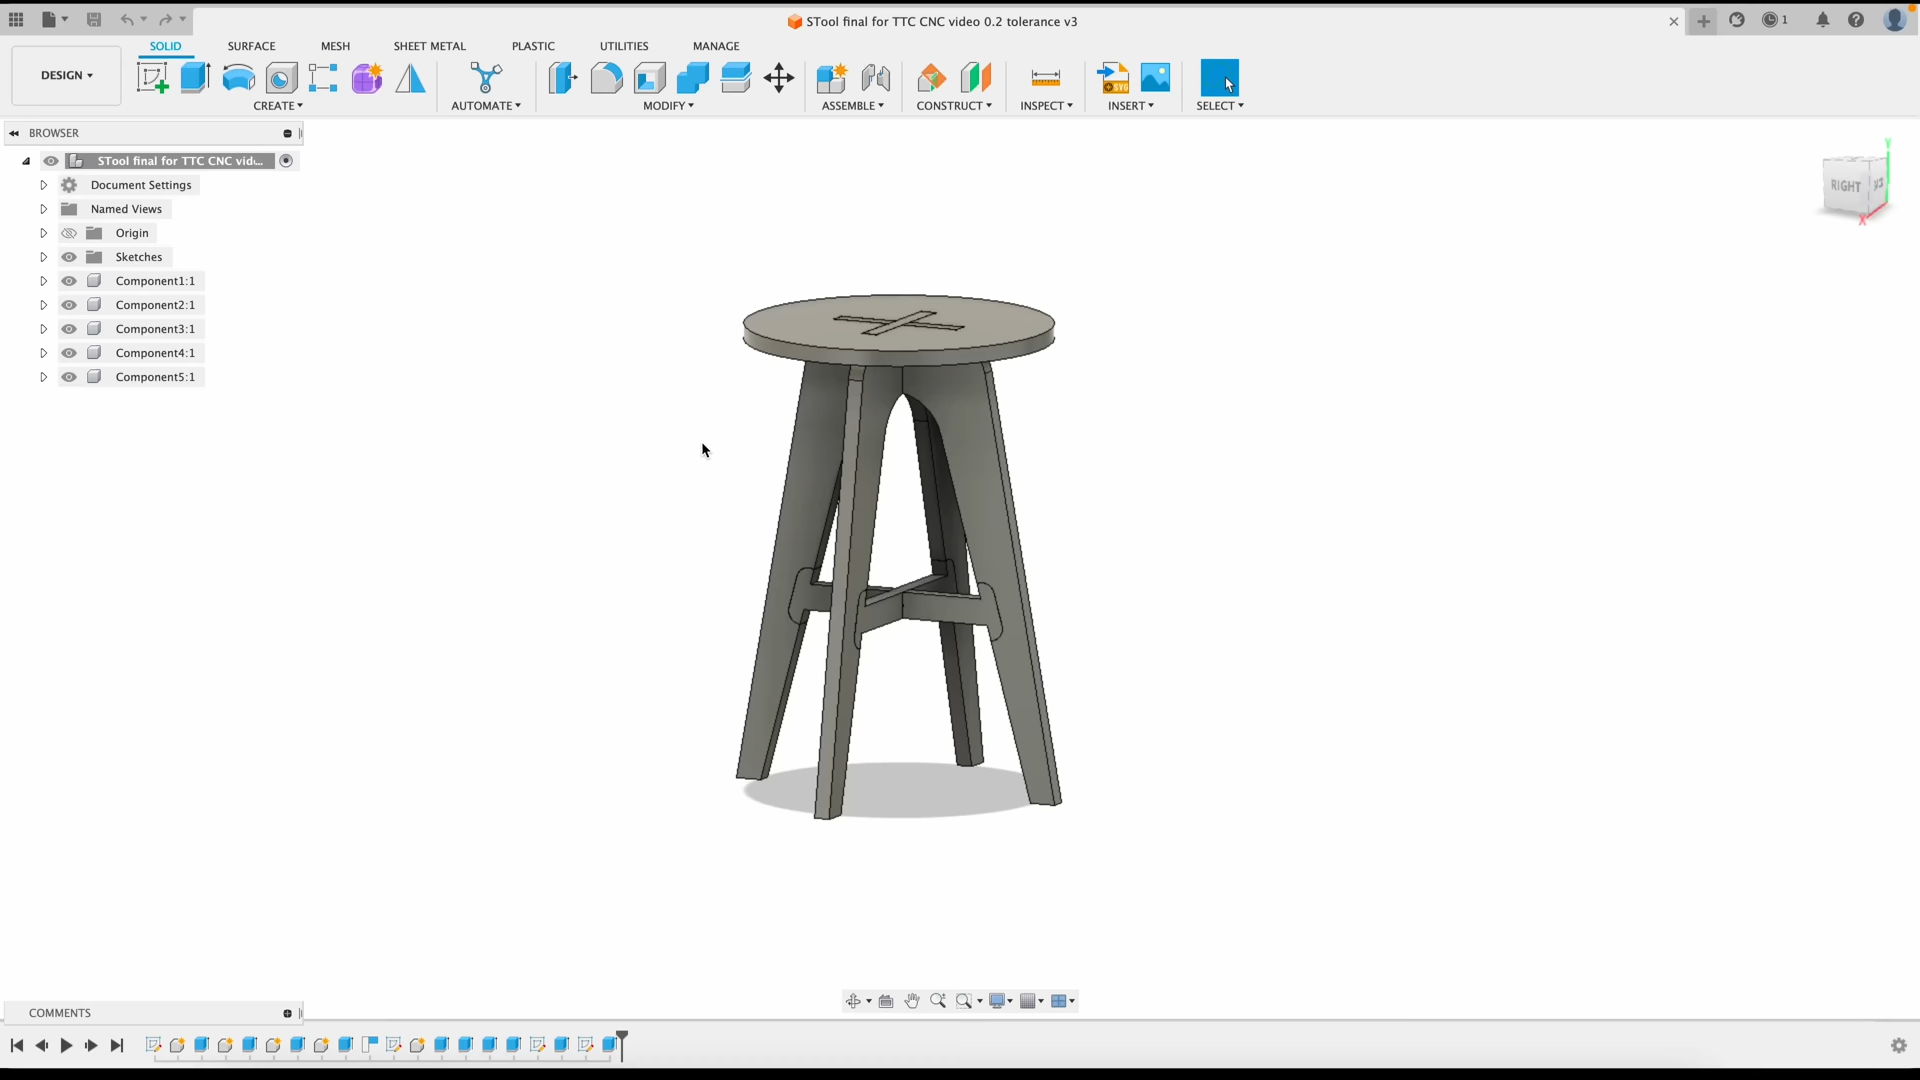 STool final for TTC CNC video 0.2 tolerance v3
1
SOLID SURFACE MESH SHEET METAL PLASTIC UTILITIES MANAGE
DESIGN
CREATE AUTOMATE MODIFY ASSEMBLE CONSTRUCT INSPECT INSERT SELECT
BROWSER
STool final for TTC CNC vid...
Document Settings
Named Views
Origin
Sketches
Component1:1
Component2:1
Component3:1
Component4:1
Component5:1
Y
RIGHT
X
COMMENTS